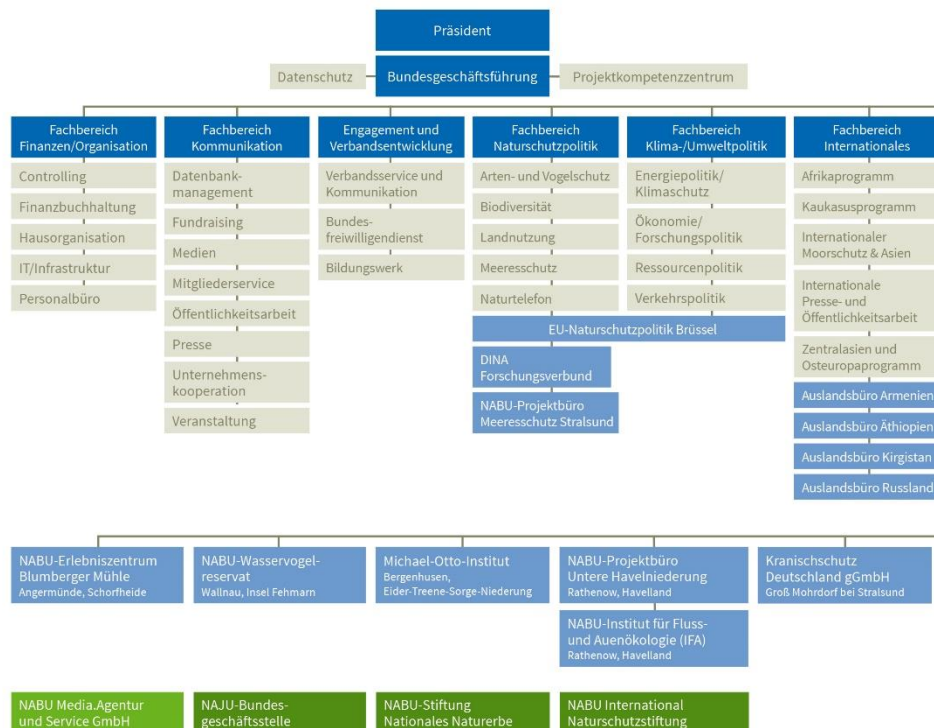 Präsident
Datenschutz
Bundesgeschäftsführung
Projektkompetenzzentrum
Fachbereich
Finanzen/Organisation
Controlling
Finanzbuchhaltung
Hausorganisation
IT/Infrastruktur
Personalbüro
Fachbereich
Kommunikation
Datenbank-
management
Fundraising
Medien
Mitgliederservice
Öffentlichkeitsarbeit
Presse
Unternehmens-
kooperation
Veranstaltung
Engagement und
Verbandsentwicklung
Verbandsservice und
Kommunikation
Bundes-
freiwilligendienst
Bildungswerk
Fachbereich
Naturschutzpolitik
Arten- und Vogelschutz
Biodiversität
Landnutzung
Meeresschutz
Naturtelefon
Fachbereich
Klima-/Umweltpolitik
Energiepolitik/
Klimaschutz
Ökonomie/
Forschungspolitik
Ressourcenpolitik
Verkehrspolitik
EU-Naturschutzpolitik Brüssel
DINA
Forschungsverbund
NABU-Projektbüro
Meeresschutz Stralsund
Fachbereich
Internationales
Afrikaprogramm
Kaukasusprogramm
Internationaler
Moorschutz & Asien
Internationale
Presse- und
Öffentlichkeitsarbeit
Zentralasien und
Osteuropaprogramm
Auslandsbüro Armenien
Auslandsbüro Äthiopien
Auslandsbüro Kirgistan
Auslandsbüro Russland
NABU-Erlebniszentrum
Blumberger Mühle
Angermünde, Schorfheide
NABU-Wasservogel-
reservat
Wallnau, Insel Fehmarn
Michael-Otto-Institut
Bergenhusen,
Eider-Treene-Sorge-Niederung
NABU-Projektbüro
Untere Havelniederung
Rathenow, Havelland
NABU-Institut für Fluss-
und Auenökologie (IFA)
Rathenow, Havelland
Kranischschutz
Deutschland gGmbH
Groß Mohrdorf bei Stralsund
NABU Media.Agentur
und Service GmbH
NAJU-Bundes-
geschäftsstelle
NABU-Stiftung
Nationales Naturerbe
NABU International
Naturschutzstiftung